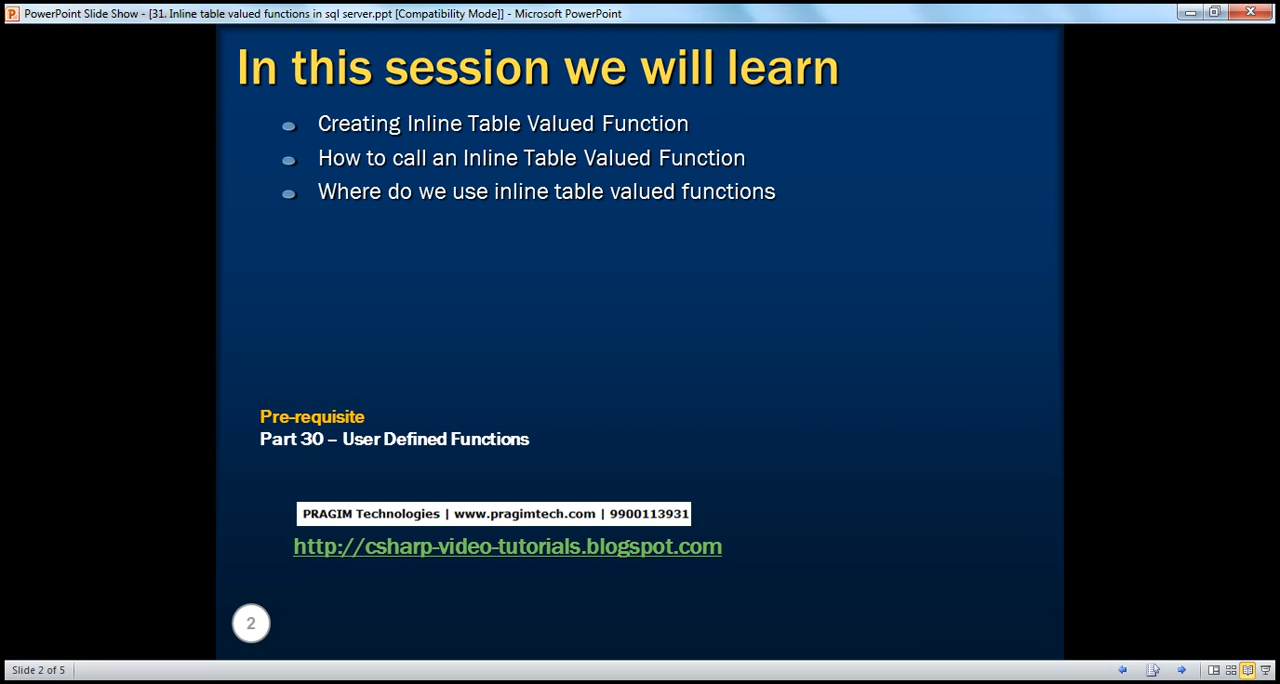 PowerPoint Slide Show - [31. Inline table valued functions in sql server.ppt [Compatibility Mode]] - Microsoft PowerPoint
In this session we will learn
Creating Inline Table Valued Function
How to call an Inline Table Valued Function
Where do we use inline table valued functions
Pre-requisite
Part 30 – User Defined Functions
PRAGIM Technologies | www.pragimtech.com | 9900113931
http://csharp-video-tutorials.blogspot.com
2
Slide 2 of 5